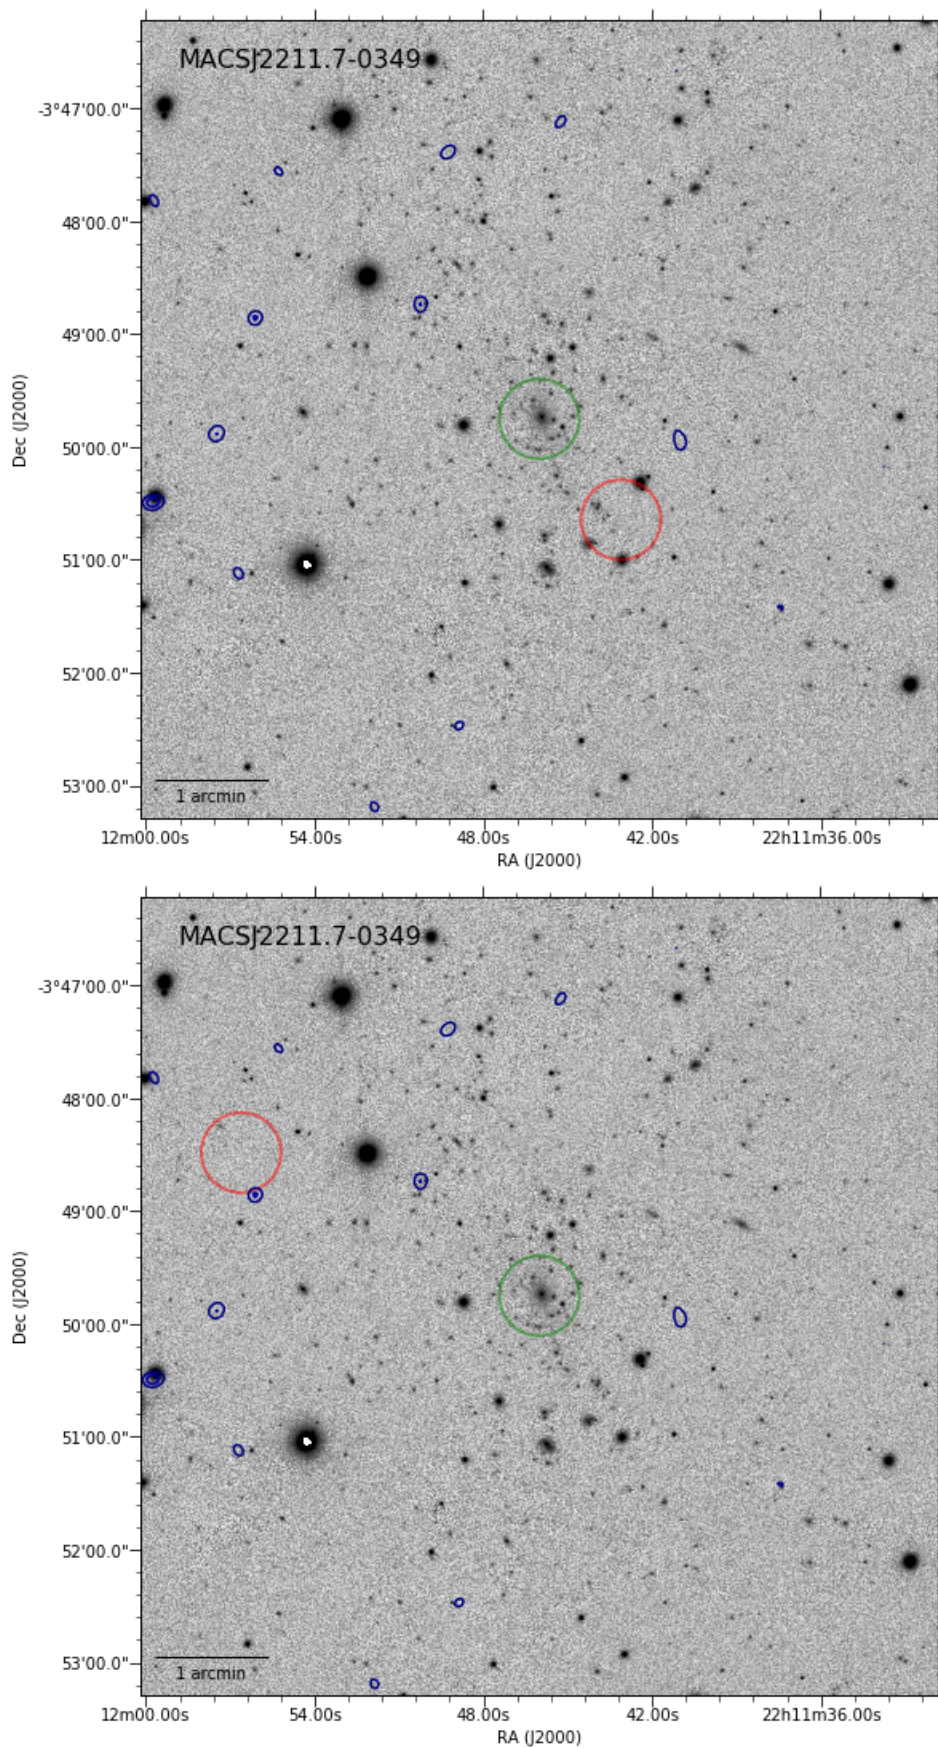 MACSJ2211.7-0349
-3°47'00.0"
48'00.0"
49'00.0"
50'00.0"
51'00.0"
52'00.0"
53'00.0"
Dec (J2000)
1 arcmin
12m00.00s 54.00s 48.00s 42.00s 22h11m36.00s
RA (J2000)
MACSJ2211.7-0349
-3°47'00.0"
48'00.0"
49'00.0"
50'00.0"
51'00.0"
52'00.0"
53'00.0"
Dec (J2000)
1 arcmin
12m00.00s 54.00s 48.00s 42.00s 22h11m36.00s
RA (J2000)